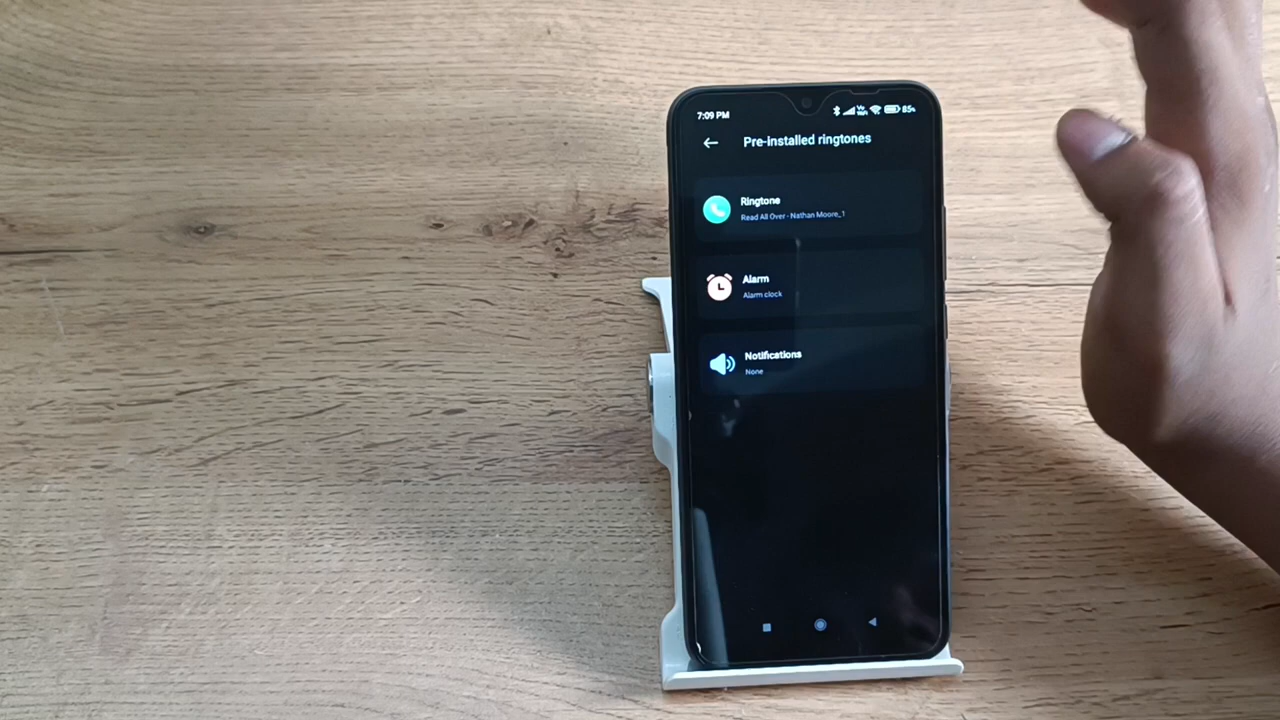 7:09 PM
85%
Pre-installed ringtones
Ringtone
Read All Over - Nathan Moore_1
Alarm
Alarm clock
Notifications
None